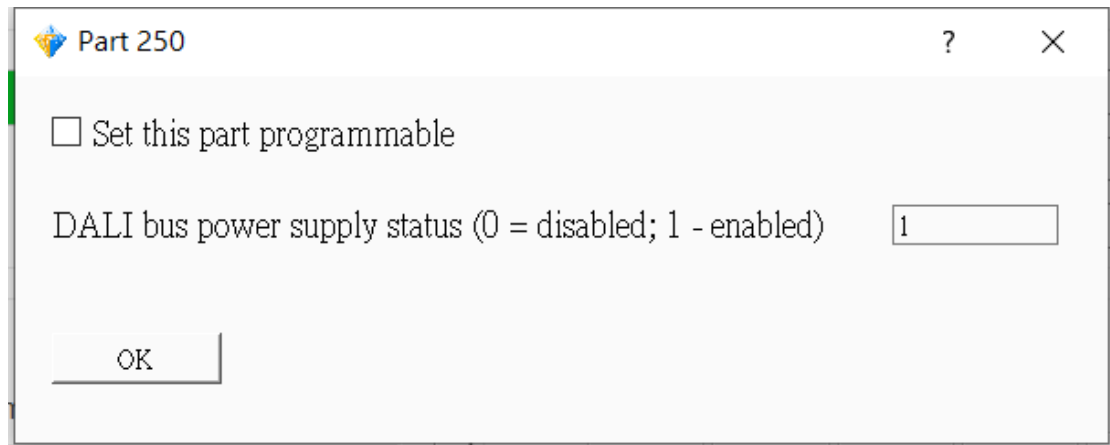 Part 250
?
Set this part programmable
DALI bus power supply status (0 = disabled; 1 - enabled)
1
OK